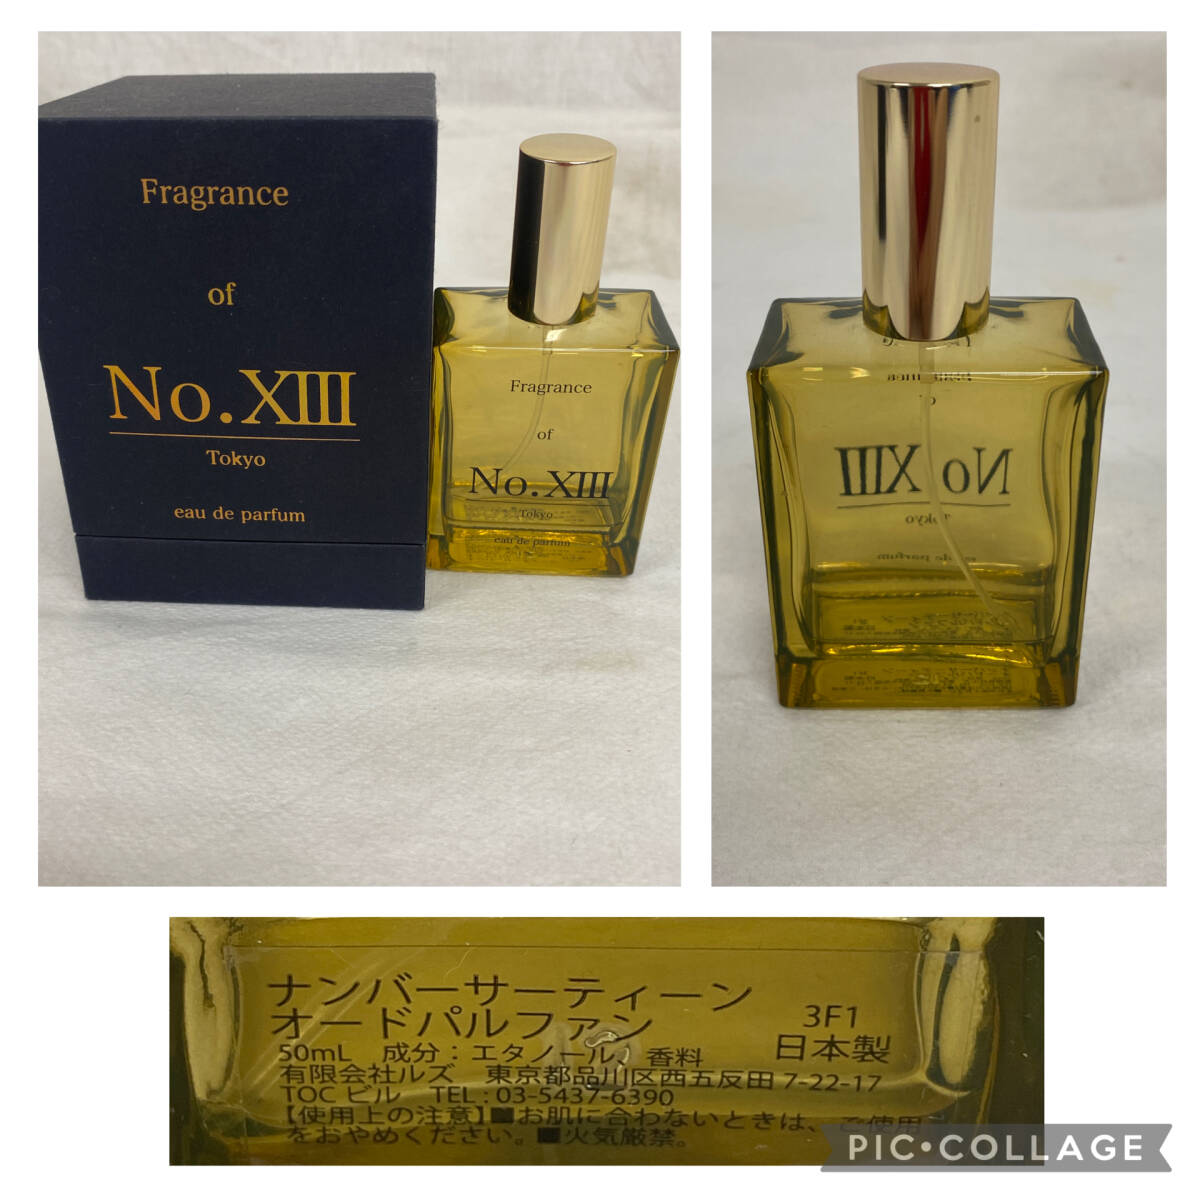 Fragrance
of
No.XIII
Tokyo
eau de parfum
Fragrance
of
No.XIII
Tokyo
eau de parfum
No XIII
Tokyo
eau de parfum
ナンバーサーティーン
オードパルファン
3F1
50mL 成分：エタノール、香料
日本製
有限会社ルズ 東京都品川区西五反田7-22-17
TOC ビル TEL : 03-5437-6390
【使用上の注意】■お肌に合わないときは、ご使用
をおやめください。■火気厳禁。
PIC•COLLAGE